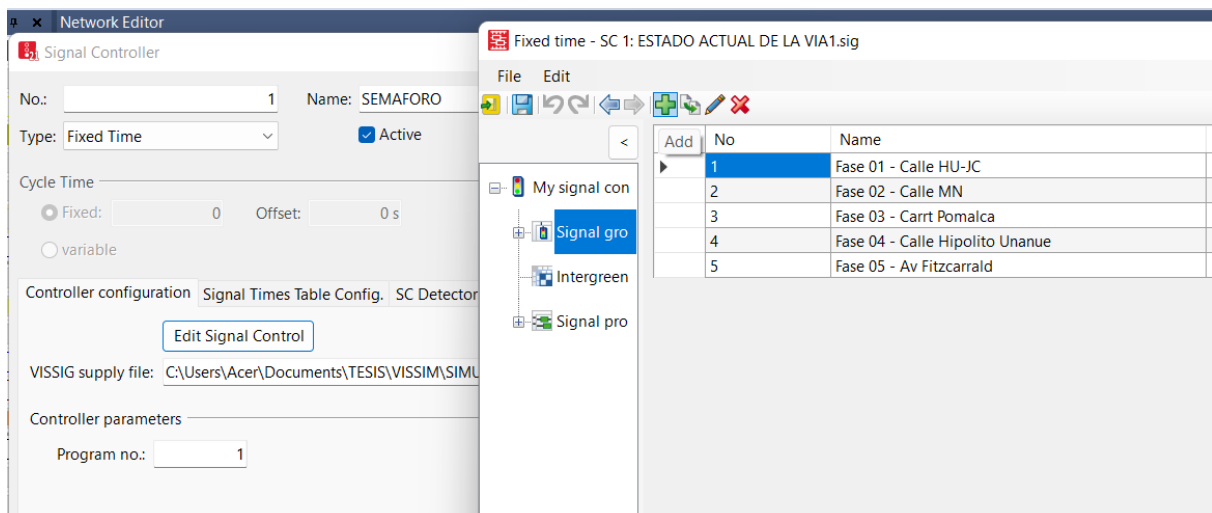 Network Editor
Signal Controller
No.: 1 Name: SEMAFORO
Type: Fixed Time Active
Cycle Time
Fixed: 0 Offset: 0 s
variable
Controller configuration Signal Times Table Config. SC Detector
Edit Signal Control
VISSIG supply file: C:\Users\Acer\Documents\TESIS\VISSIM\SIMU
Controller parameters
Program no.: 1
Fixed time - SC 1: ESTADO ACTUAL DE LA VIA1.sig
File Edit
<
My signal con
Signal gro
Intergreen
Signal pro
Add No Name
1 Fase 01 - Calle HU-JC
2 Fase 02 - Calle MN
3 Fase 03 - Carrt Pomalca
4 Fase 04 - Calle Hipolito Unanue
5 Fase 05 - Av Fitzcarrald